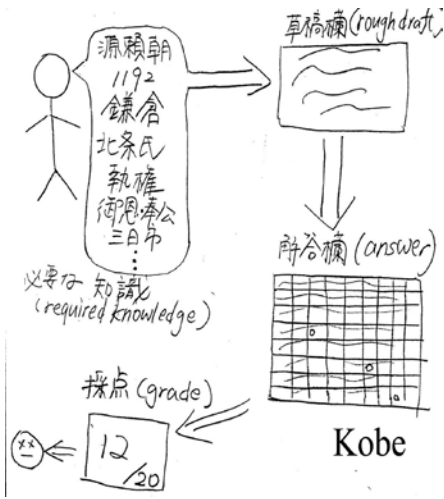 源頼朝
1192
鎌倉
北条氏
執権
御恩・奉公
三日吊
⋮
必要な 知識
(required knowledge)
草稿欄(rough draft)
解答欄(answer)
採点(grade)
12
/20
Kobe